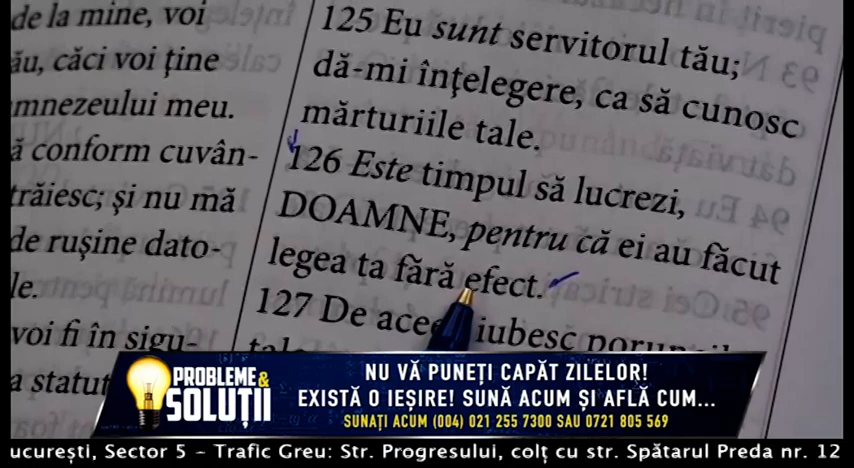 de la mine, voi
ău, căci voi ține
mnezeului meu.
ă conform cuvân-
trăiesc; și nu mă
de rușine dato-
le.
voi fi în sigu-
a statut
125 Eu sunt servitorul tău;
dă-mi înțelegere, ca să cunosc
mărturiile tale.
126 Este timpul să lucrezi,
DOAMNE, pentru că ei au făcut
legea ta fără efect.
127 De aceea iubesc
PROBLEME&
SOLUȚII
NU VĂ PUNEȚI CAPĂT ZILELOR!
EXISTĂ O IEȘIRE! SUNĂ ACUM ȘI AFLĂ CUM...
SUNAȚI ACUM (004) 021 255 7300 SAU 0721 805 569
ucurești, Sector 5 – Trafic Greu: Str. Progresului, colț cu str. Spătarul Preda nr. 12